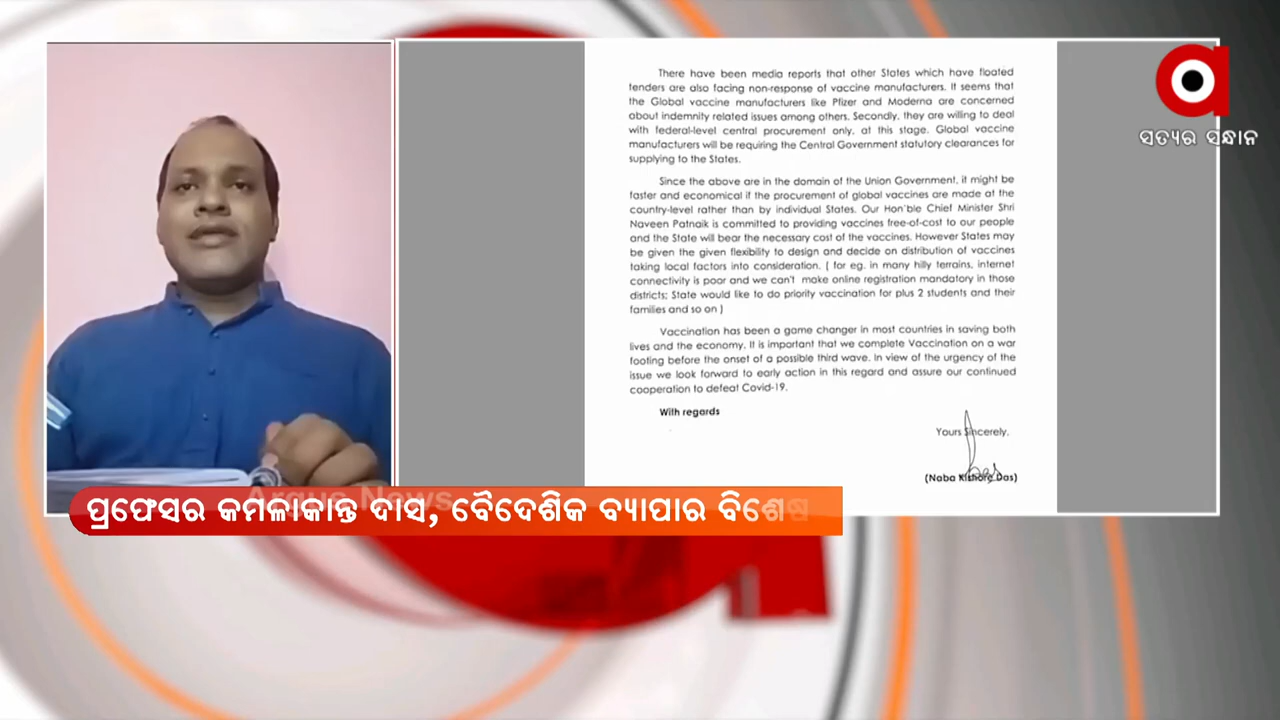 There have been media reports that other States which have floated
tenders are also facing non-response of vaccine manufacturers. It seems that
the Global vaccine manufacturers like Pfizer and Moderna are concerned
about indemnity related issues among others. Secondly, they are willing to deal
with federal-level central procurement only, at this stage. Global vaccine
manufacturers will be requiring the Central Government statutory clearances for
supplying to the States.
Since the above are in the domain of the Union Government, it might be
faster and economical if the procurement of global vaccines are made at the
country-level rather than by individual States. Our Hon'ble Chief Minister Shri
Naveen Patnaik is committed to providing vaccines free-of-cost to our people
and the State will bear the necessary cost of the vaccines. However States may
be given the given flexibility to design and decide on distribution of vaccines
taking local factors into consideration. ( for eg. in many hilly terrains, internet
connectivity is poor and we can't make online registration mandatory in those
districts; State would like to do priority vaccination for plus 2 students and their
families and so on )
Vaccination has been a game changer in most countries in saving both
lives and the economy. It is important that we complete Vaccination on a war
footing before the onset of a possible third wave. In view of the urgency of the
issue we look forward to early action in this regard and assure our continued
cooperation to defeat Covid-19.
With regards
Yours Sincerely,
(Naba Kishore Das)
ସତ୍ୟର ସନ୍ଧାନ
Argus News
ପ୍ରଫେସର କମଳାକାନ୍ତ ଦାସ, ବୈଦେଶିକ ବ୍ୟାପାର ବିଶେଷ